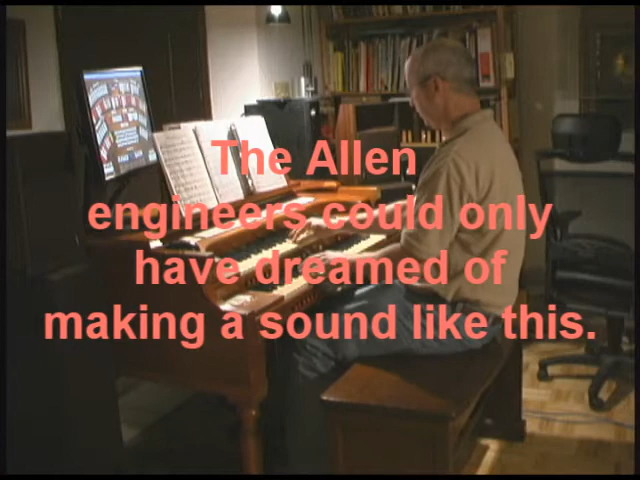 The Allen
engineers could only
have dreamed of
making a sound like this.